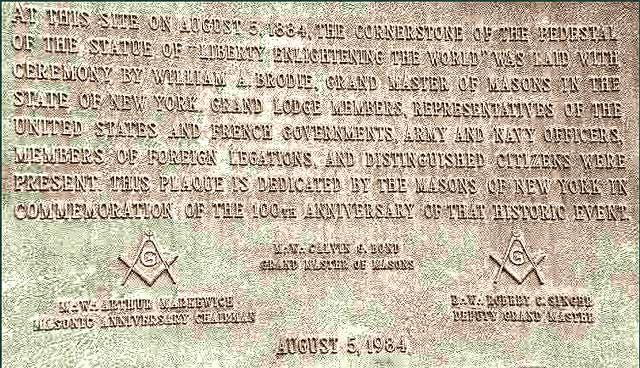 AT THIS SITE ON AUGUST 5, 1884, THE CORNERSTONE OF THE PEDESTAL
OF THE STATUE OF "LIBERTY ENLIGHTENING THE WORLD" WAS LAID WITH
CEREMONY BY WILLIAM A. BRODIE, GRAND MASTER OF MASONS IN THE
STATE OF NEW YORK. GRAND LODGE MEMBERS, REPRESENTATIVES OF THE
UNITED STATES AND FRENCH GOVERNMENTS, ARMY AND NAVY OFFICERS,
MEMBERS OF FOREIGN LEGATIONS, AND DISTINGUISHED CITIZENS WERE
PRESENT. THIS PLAQUE IS DEDICATED BY THE MASONS OF NEW YORK IN
COMMEMORATION OF THE 100TH ANNIVERSARY OF THAT HISTORIC EVENT.
M.W. CALVIN G. BOND
GRAND MASTER OF MASONS
G
G
M.W. ARTHUR MARKEWICH
MASONIC ANNIVERSARY CHAIRMAN
R.W. ROBERT C. SINGER
DEPUTY GRAND MASTER
AUGUST 5, 1984